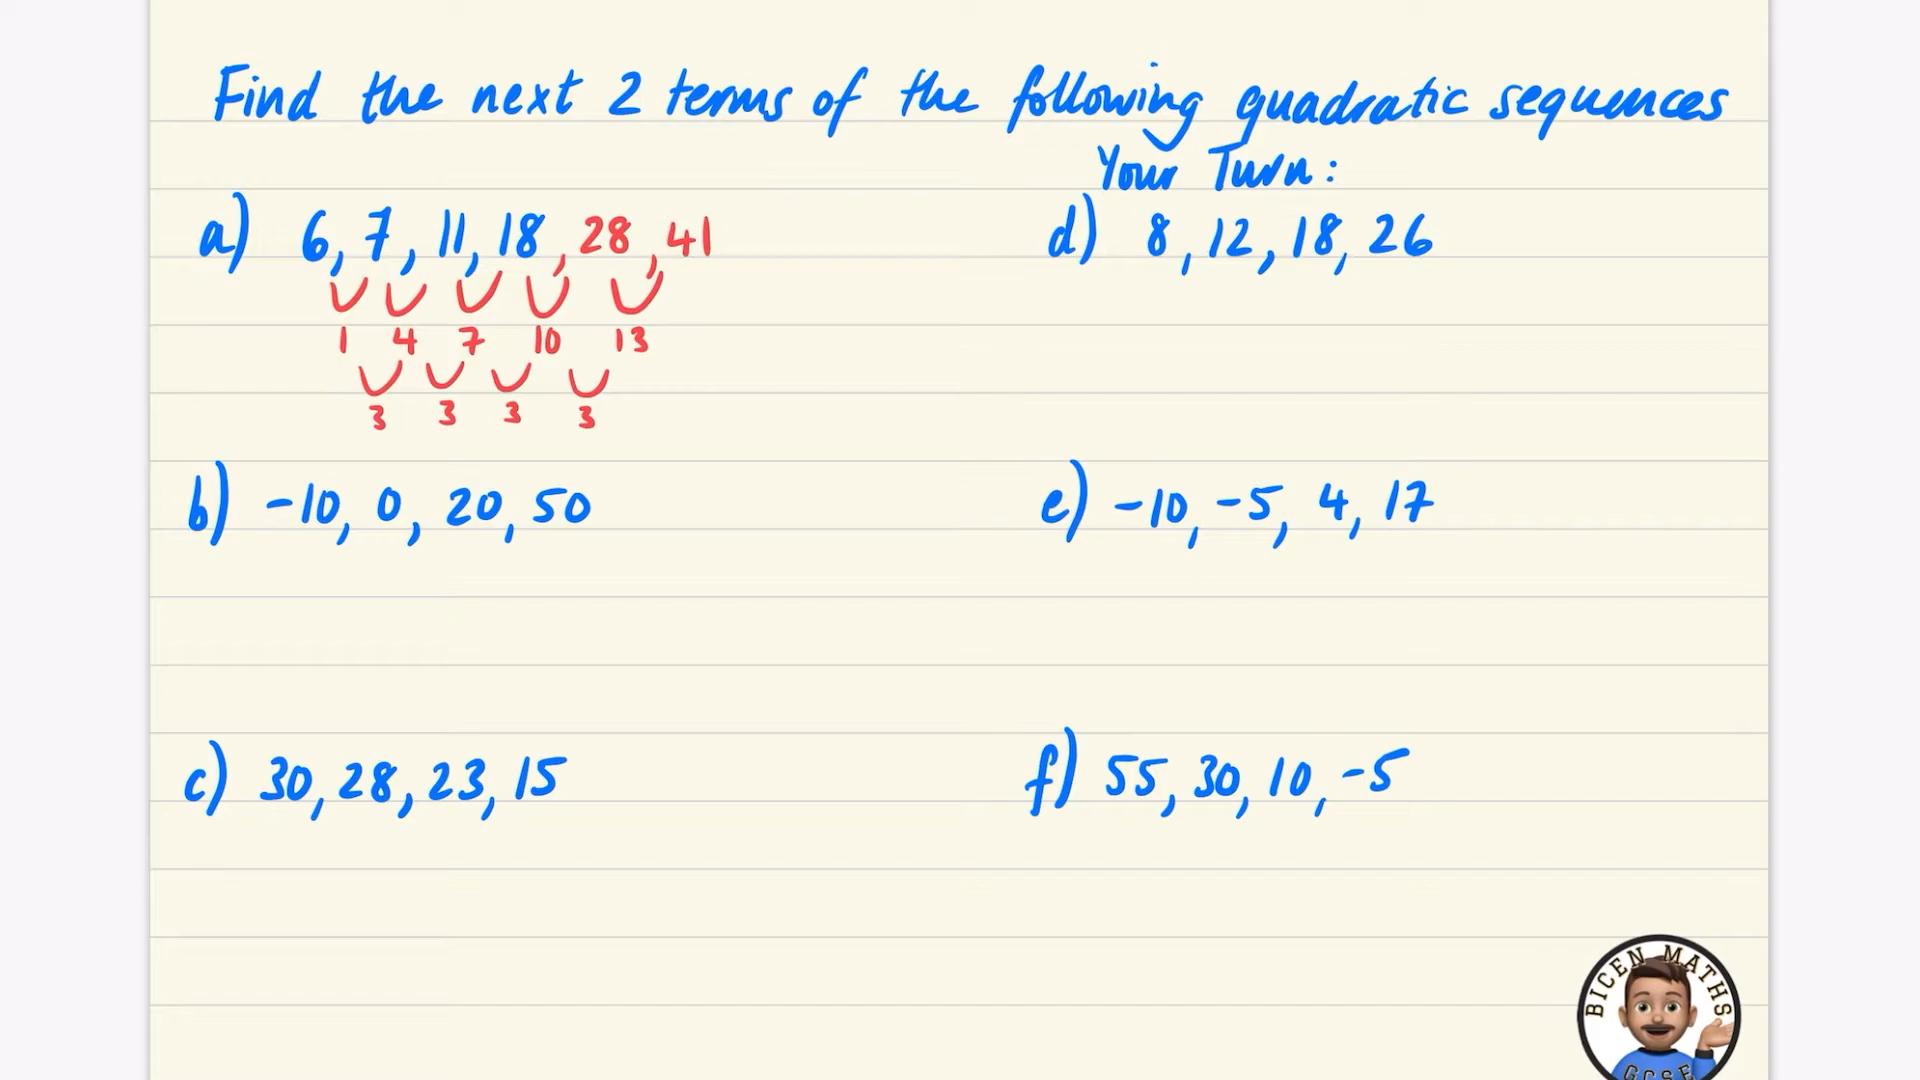 Find the next 2 terms of the following quadratic sequences
Your Turn:
a) 6, 7, 11, 18, 28, 41
1 4 7 10 13
3 3 3 3
d) 8, 12, 18, 26
b) -10, 0, 20, 50
e) -10, -5, 4, 17
c) 30, 28, 23, 15
f) 55, 30, 10, -5
BICEN MATHS
GCSE